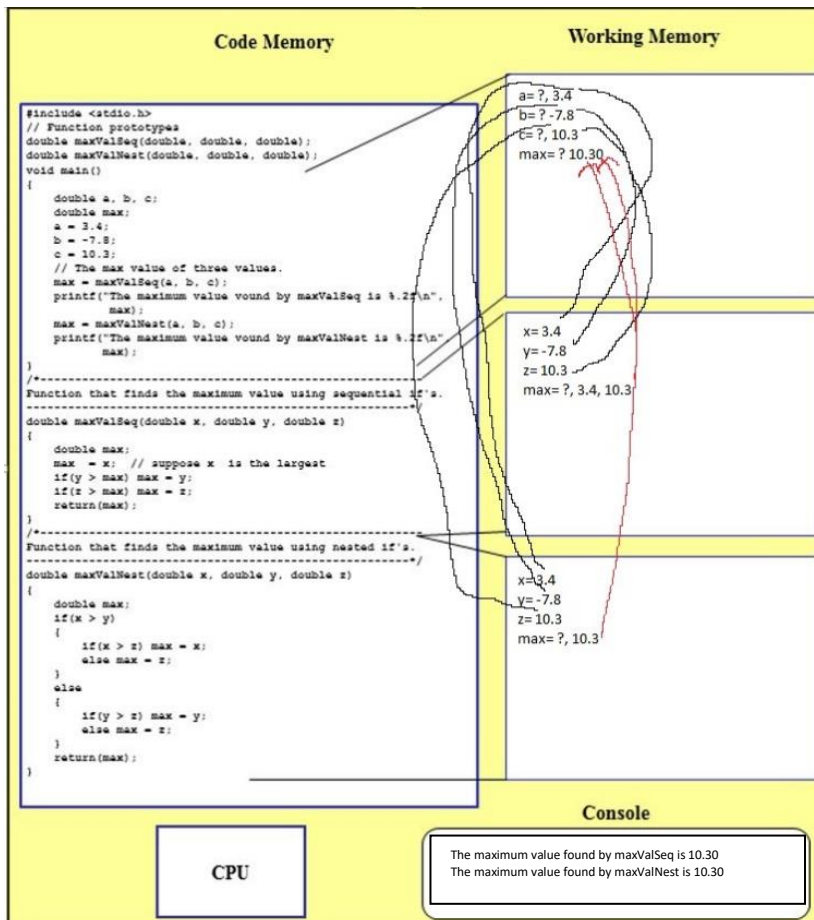 Code Memory
Working Memory
#include <stdio.h>
// Function prototypes
double maxValSeq(double, double, double);
double maxValNest(double, double, double);
void main()
{
double a, b, c;
double max;
a = 3.4;
b = -7.8;
c = 10.3;
// The max value of three values.
max = maxValSeq(a, b, c);
printf("The maximum value vound by maxValSeq is %.2f\n",
max);
max = maxValNest(a, b, c);
printf("The maximum value vound by maxValNest is %.2f\n"
max);
}
/*--------------------------------------------------
Function that finds the maximum value using sequential if's.
--------------------------------------------------*/
double maxValSeq(double x, double y, double z)
{
double max;
max = x; // suppose x is the largest
if(y > max) max = y;
if(z > max) max = z;
return(max);
}
/*--------------------------------------------------
Function that finds the maximum value using nested if's.
--------------------------------------------------*/
double maxValNest(double x, double y, double z)
{
double max;
if(x > y)
{
if(x > z) max = x;
else max = z;
}
else
{
if(y > z) max = y;
else max = z;
}
return(max);
}
a= ?, 3.4
b= ? -7.8
c= ?, 10.3
max= ? 10.30
x= 3.4
y= -7.8
z= 10.3
max= ?, 3.4, 10.3
x= 3.4
y= -7.8
z= 10.3
max= ?, 10.3
CPU
Console
The maximum value found by maxValSeq is 10.30
The maximum value found by maxValNest is 10.30